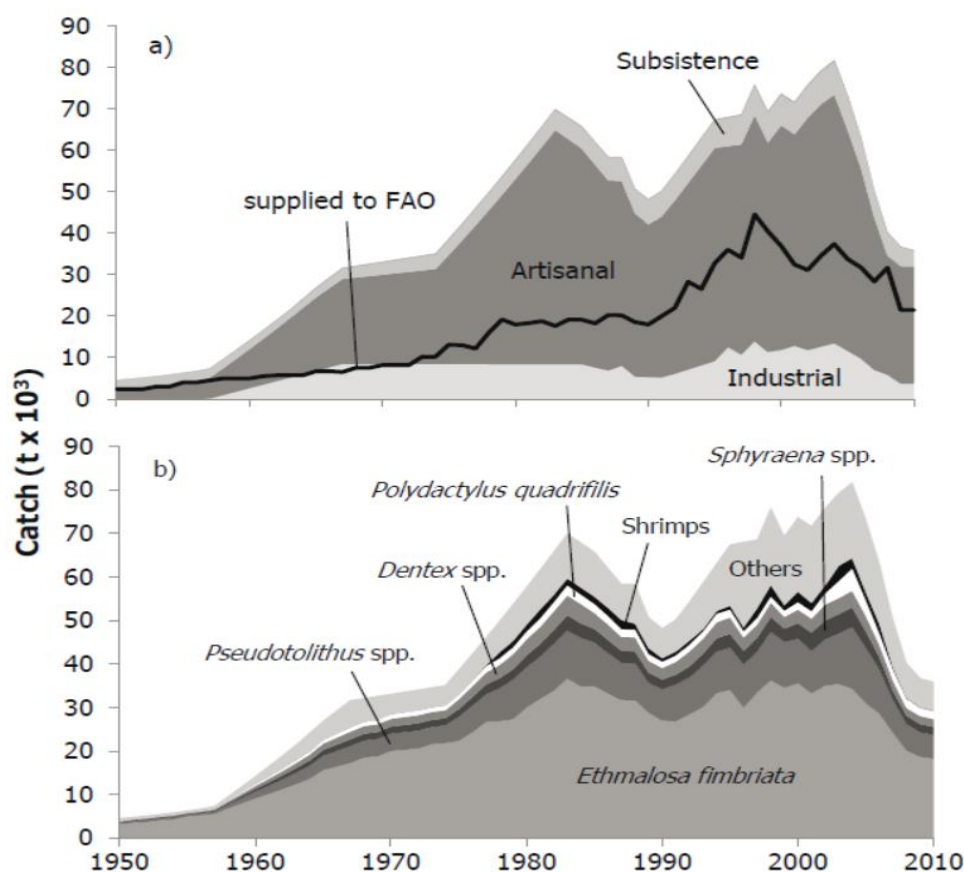 Catch (t x 10³)
a)
90
80
70
60
50
40
30
20
10
0
Subsistence
supplied to FAO
Artisanal
Industrial
b)
90
80
70
60
50
40
30
20
10
0
Sphyraena spp.
Polydactylus quadrifilis
Shrimps
Dentex spp.
Others
Pseudotolithus spp.
Ethmalosa fimbriata
1950 1960 1970 1980 1990 2000 2010